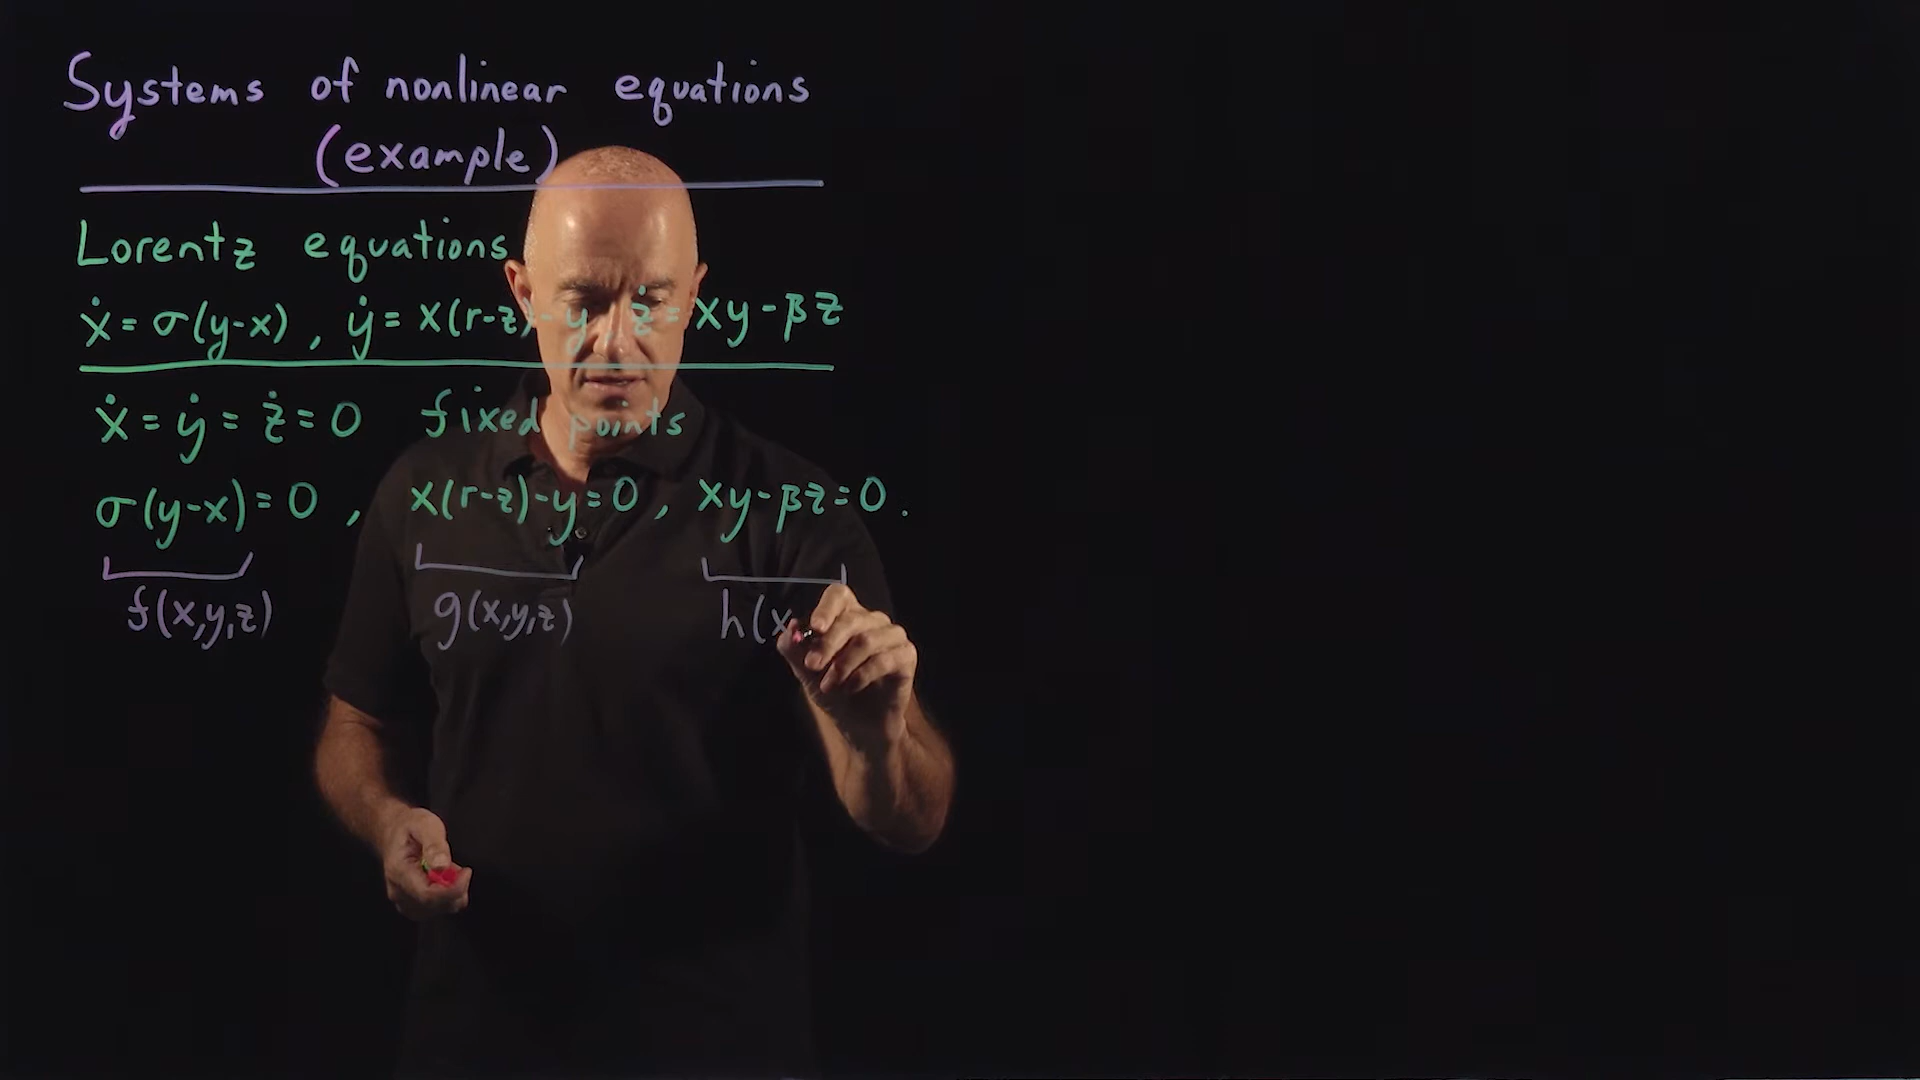 Systems of nonlinear equations
(example)
Lorentz equations
ẋ = σ(y-x) , ẏ = x(r-z)-y , ż = xy-βz
ẋ = ẏ = ż = 0 fixed points
σ(y-x) = 0 , x(r-z)-y=0 , xy-βz=0 .
f(x,y,z) g(x,y,z) h(x